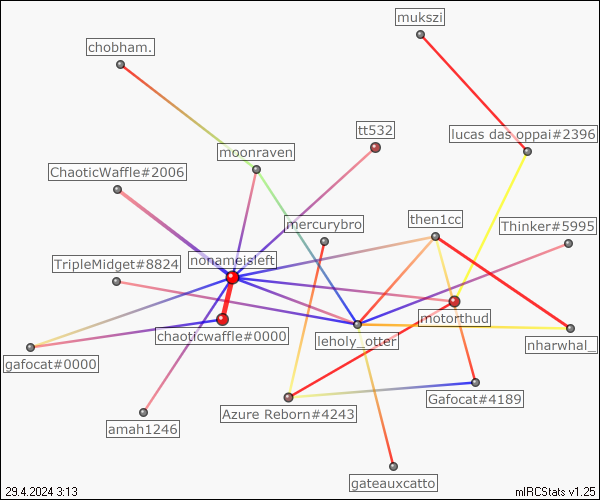 mukszi
chobham.
tt532
lucas das oppai#2396
moonraven
ChaoticWaffle#2006
then1cc
mercurybro
Thinker#5995
nonameisleft
TripleMidget#8824
motorthud
chaoticwaffle#0000
leholy_otter
nharwhal_
gafocat#0000
Gafocat#4189
Azure Reborn#4243
amah1246
gateauxcatto
29.4.2024 3:13
mIRCStats v1.25